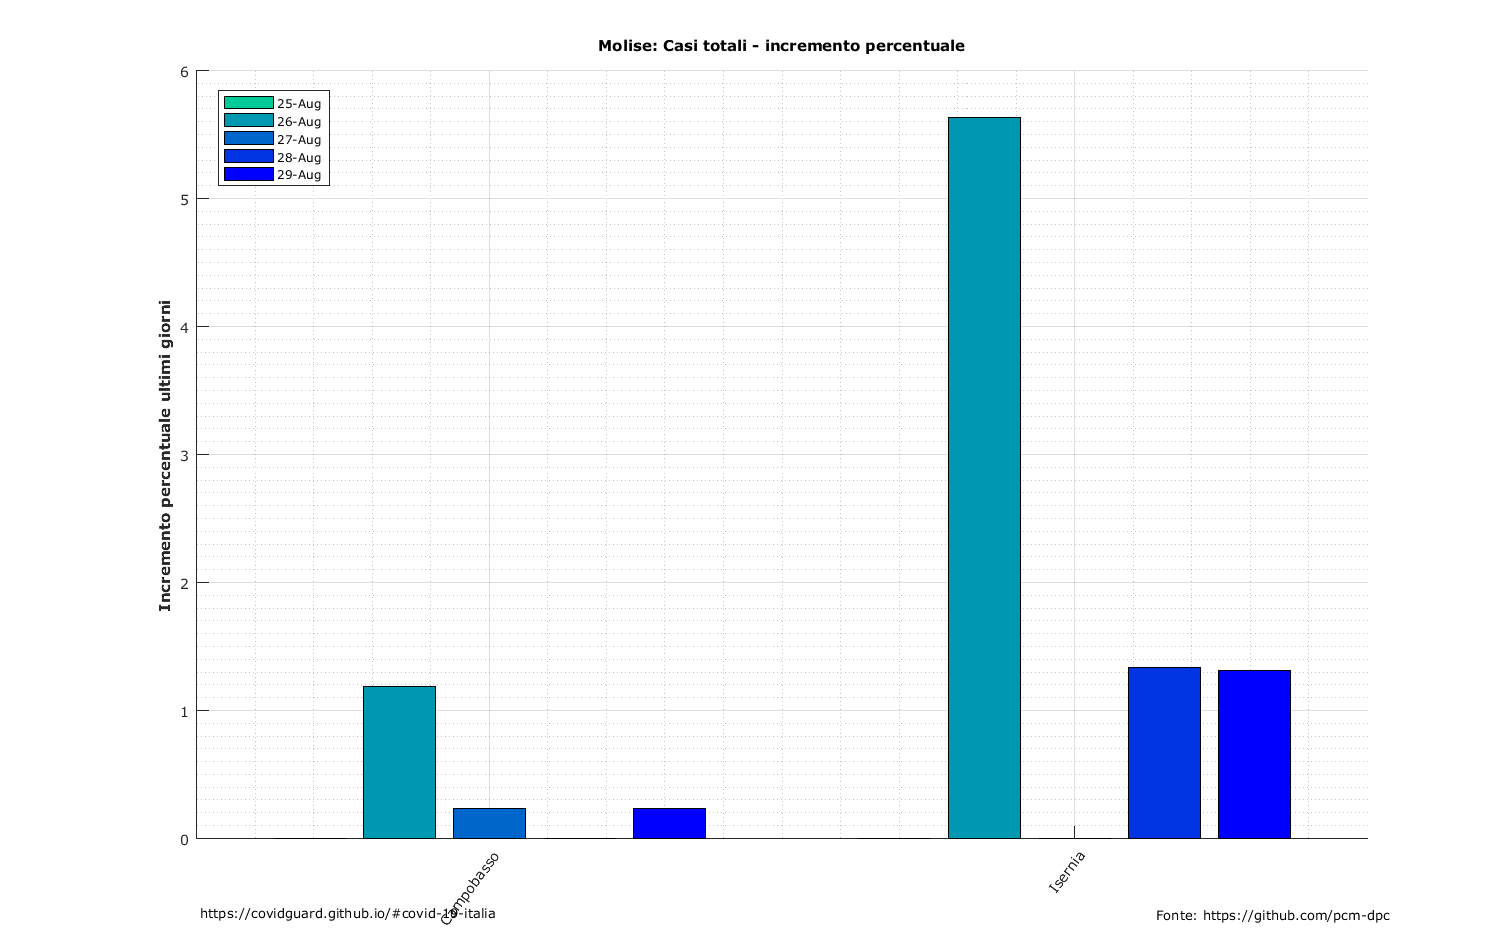 Molise: Casi totali - incremento percentuale
6
5
4
3
2
1
0
25-Aug
26-Aug
27-Aug
28-Aug
29-Aug
Incremento percentuale ultimi giorni
Campobasso
Isernia
https://covidguard.github.io/#covid-19-italia
Fonte: https://github.com/pcm-dpc